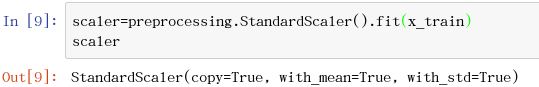 In [9]: scaler=preprocessing.StandardScaler().fit(x_train)
scaler
Out[9]: StandardScaler(copy=True, with_mean=True, with_std=True)